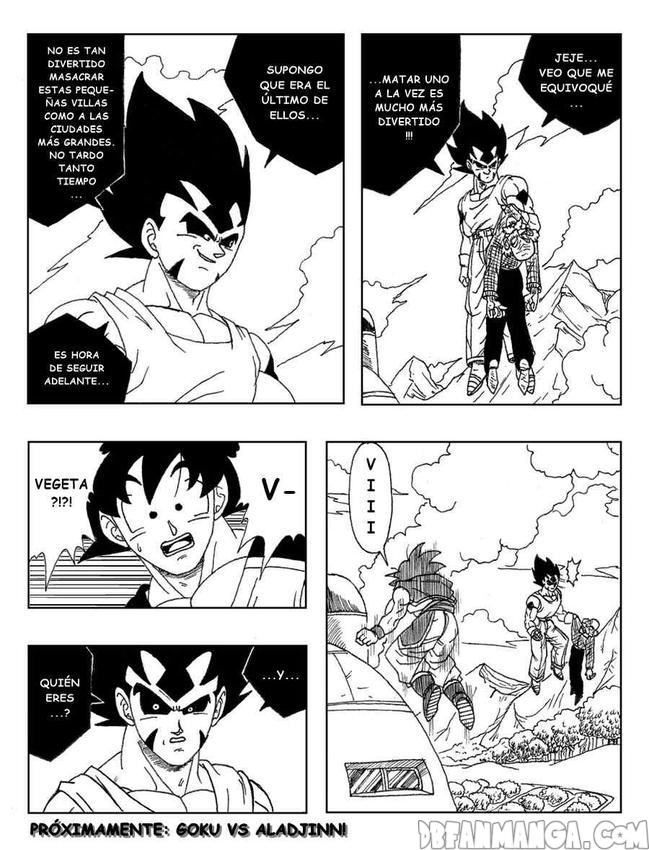 JEJE...
VEO QUE ME
EQUIVOQUÉ
...
...MATAR UNO
A LA VEZ ES
MUCHO MÁS
DIVERTIDO
!!!
SUPONGO
QUE ERA EL
ÚLTIMO DE
ELLOS...
NO ES TAN
DIVERTIDO
MASACRAR
ESTAS PEQUE-
ÑAS VILLAS
COMO A LAS
CIUDADES
MÁS GRANDES.
NO TARDO
TANTO
TIEMPO
...
ES HORA
DE SEGUIR
ADELANTE...
V
I
I
I
V-
VEGETA
?!?!
...Y...
QUIÉN
ERES
...?
PRÓXIMAMENTE: GOKU VS ALADJINN!
DBFANMANGA.COM